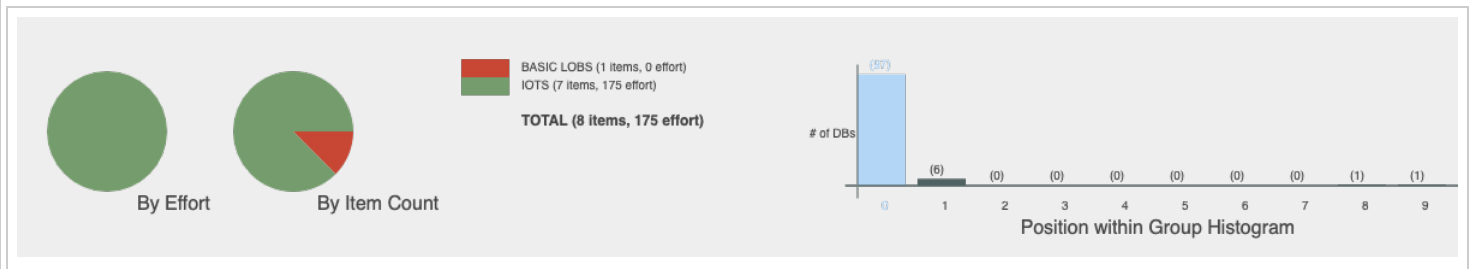 BASIC LOBS (1 items, 0 effort)
IOTS (7 items, 175 effort)
TOTAL (8 items, 175 effort)
By Effort
By Item Count
(97)
# of DBs
(6)
(0)
(0)
(0)
(0)
(0)
(0)
(1)
(1)
1
2
3
4
5
6
7
8
9
Position within Group Histogram